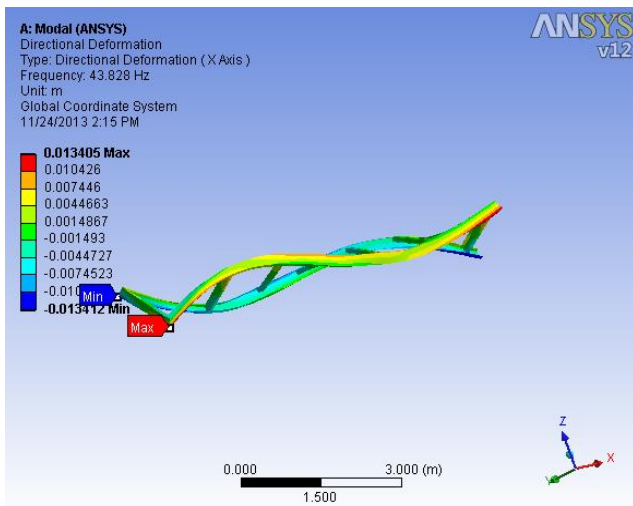 A: Modal (ANSYS)
Directional Deformation
Type: Directional Deformation ( X Axis )
Frequency: 43.828 Hz
Unit: m
Global Coordinate System
11/24/2013 2:15 PM
ANSYS
v12
0.013405 Max
0.010426
0.007446
0.0044663
0.0014867
-0.001493
-0.0044727
-0.0074523
-0.010
-0.013412 Min
Min
Max
Z
X
Y
0.000
3.000 (m)
1.500